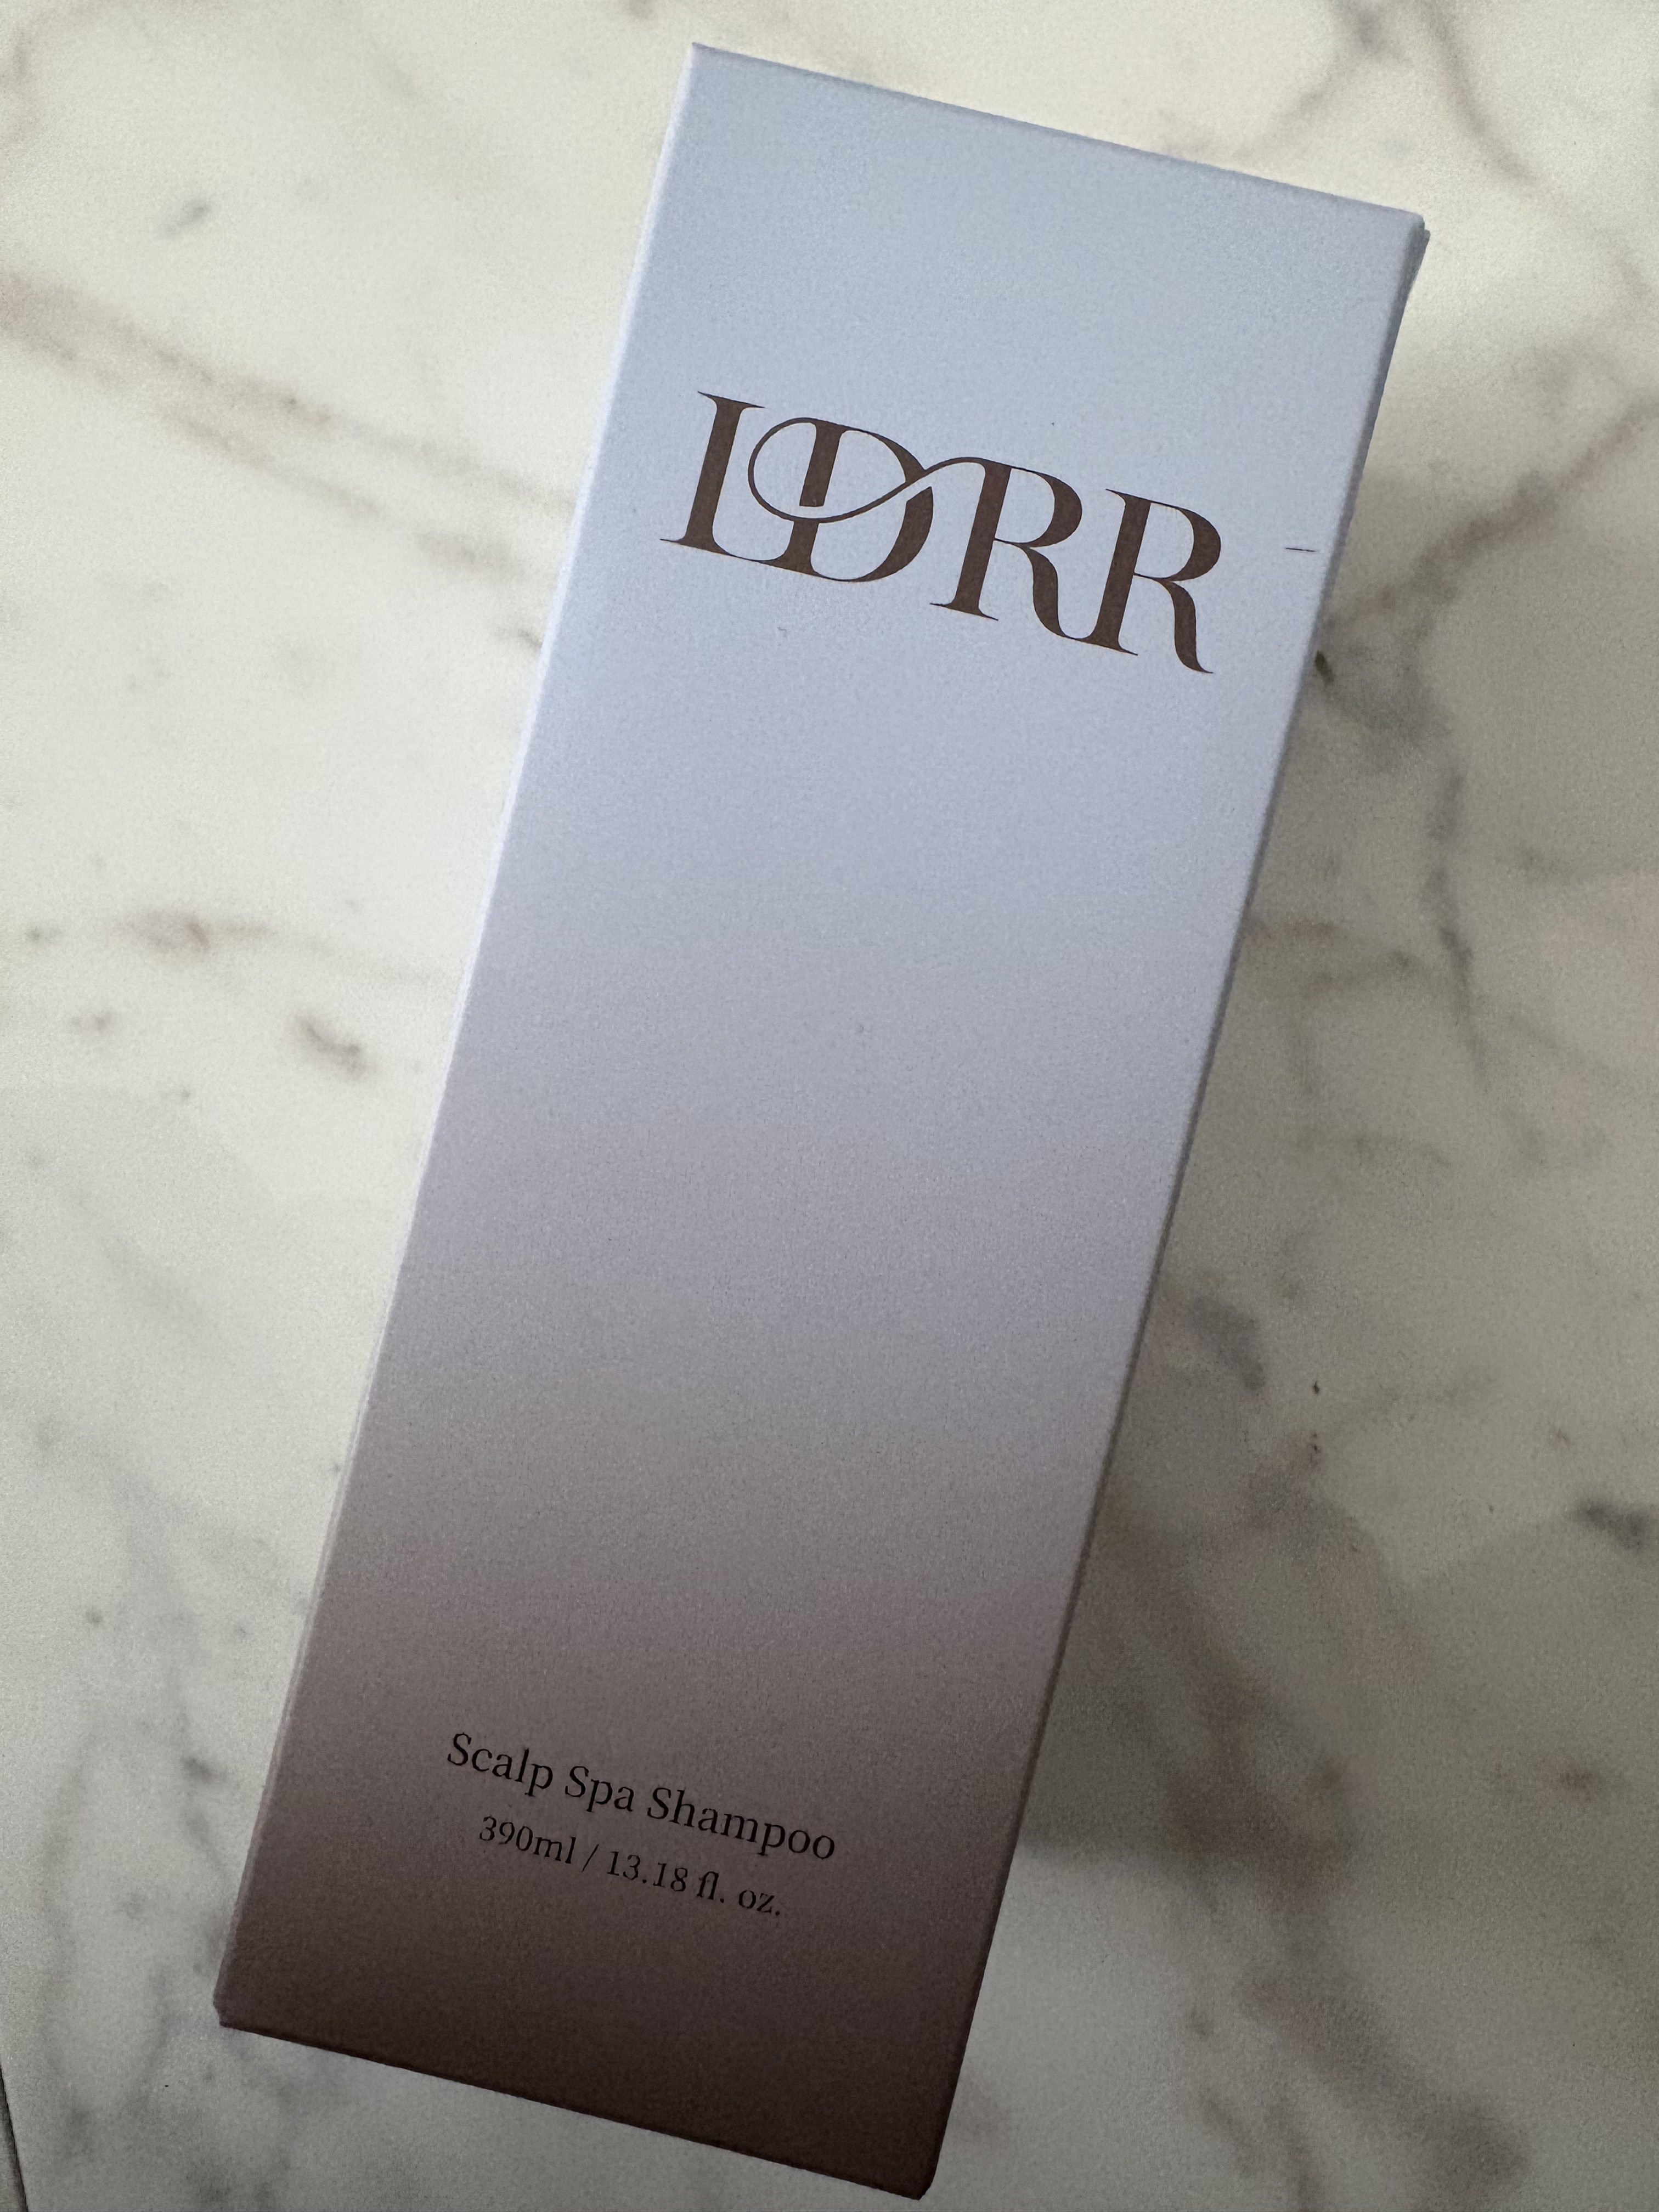 LDRR
Scalp Spa Shampoo
390ml / 13.18 fl. oz.